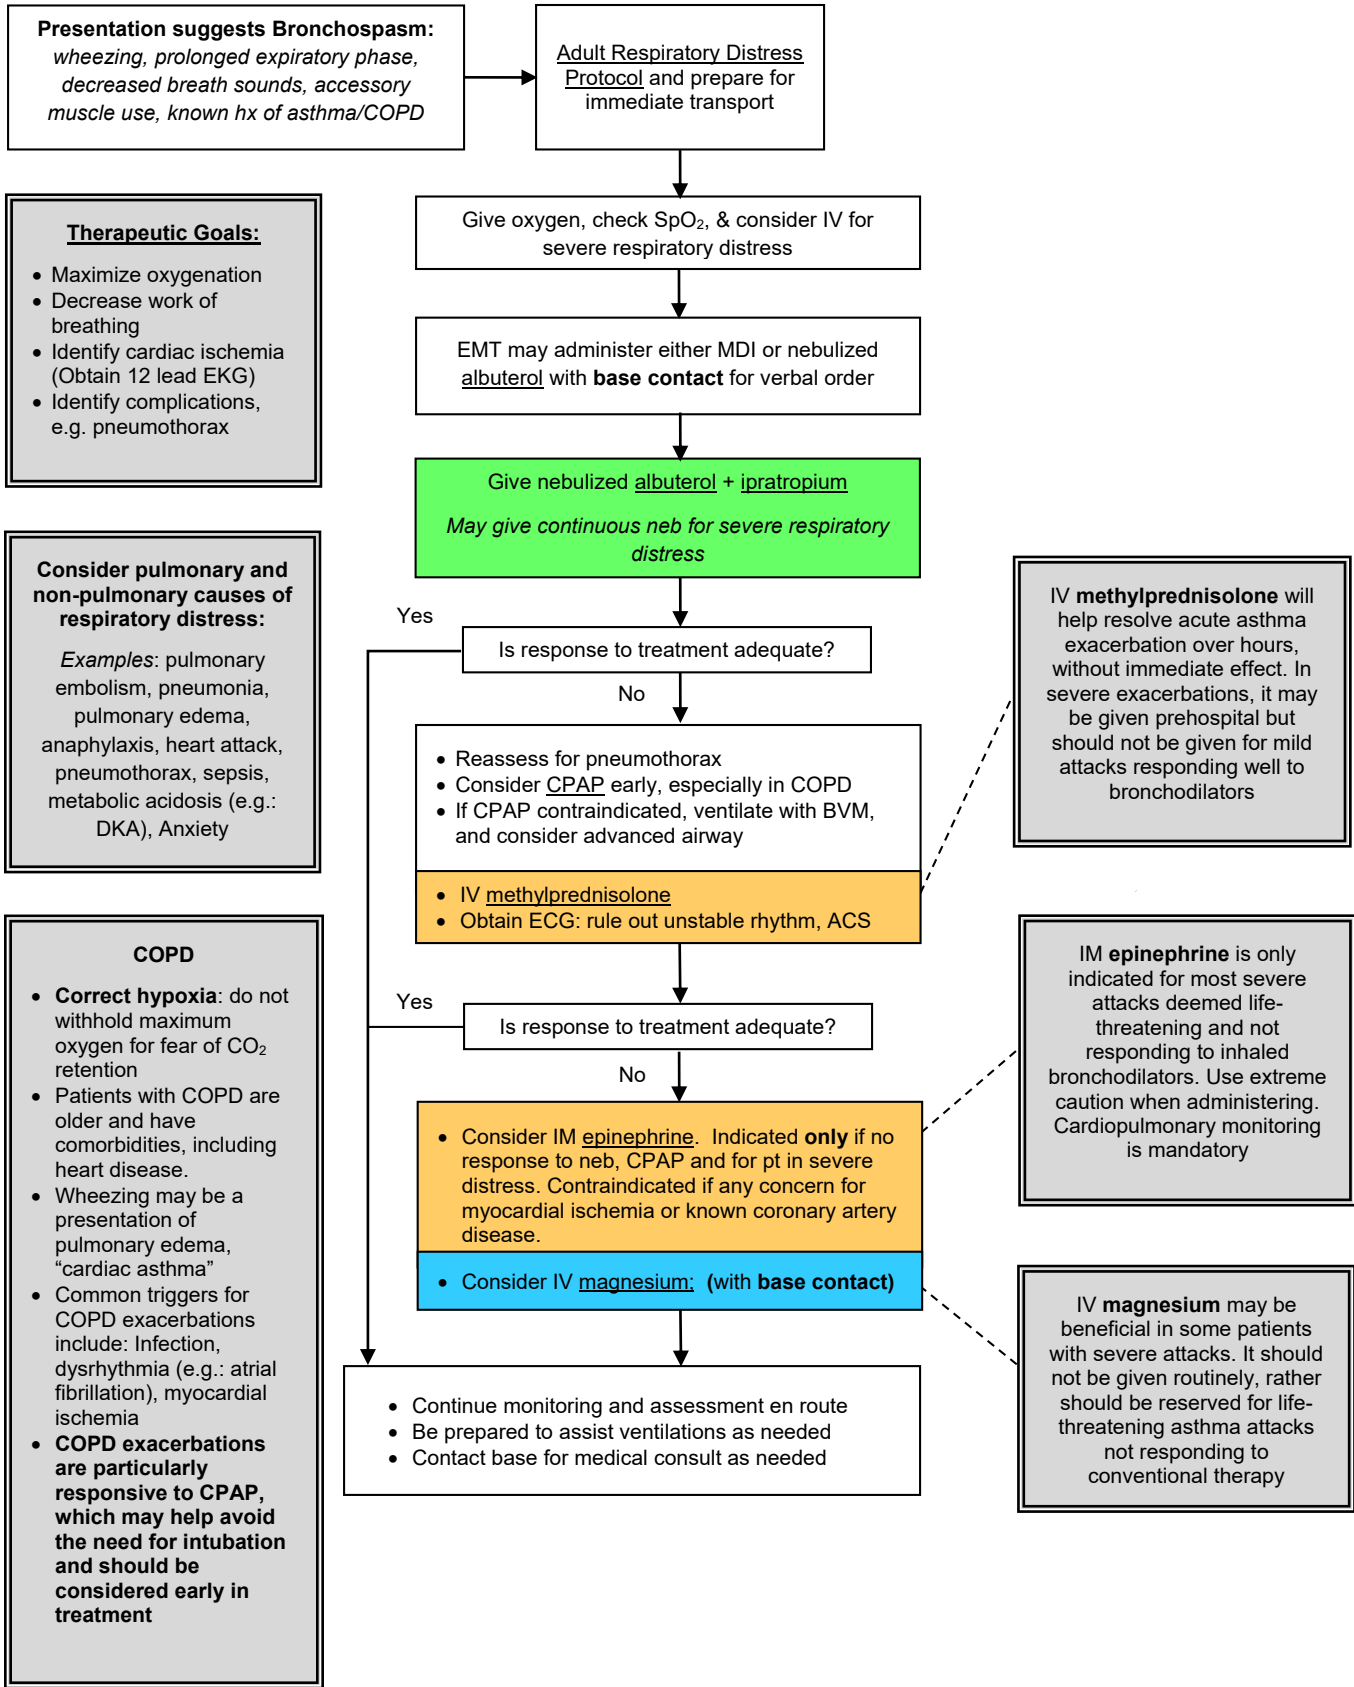 Presentation suggests Bronchospasm:
wheezing, prolonged expiratory phase,
decreased breath sounds, accessory
muscle use, known hx of asthma/COPD
Adult Respiratory Distress
Protocol and prepare for
immediate transport
Give oxygen, check SpO₂, & consider IV for
severe respiratory distress
EMT may administer either MDI or nebulized
albuterol with base contact for verbal order
Give nebulized albuterol + ipratropium
May give continuous neb for severe respiratory
distress
Yes
Is response to treatment adequate?
No
• Reassess for pneumothorax
• Consider CPAP early, especially in COPD
• If CPAP contraindicated, ventilate with BVM,
and consider advanced airway
• IV methylprednisolone
• Obtain ECG: rule out unstable rhythm, ACS
Yes
Is response to treatment adequate?
No
• Consider IM epinephrine. Indicated only if no
response to neb, CPAP and for pt in severe
distress. Contraindicated if any concern for
myocardial ischemia or known coronary artery
disease.
• Consider IV magnesium: (with base contact)
• Continue monitoring and assessment en route
• Be prepared to assist ventilations as needed
• Contact base for medical consult as needed
Therapeutic Goals:
• Maximize oxygenation
• Decrease work of
breathing
• Identify cardiac ischemia
(Obtain 12 lead EKG)
• Identify complications,
e.g. pneumothorax
Consider pulmonary and
non-pulmonary causes of
respiratory distress:
Examples: pulmonary
embolism, pneumonia,
pulmonary edema,
anaphylaxis, heart attack,
pneumothorax, sepsis,
metabolic acidosis (e.g.:
DKA), Anxiety
COPD
• Correct hypoxia: do not
withhold maximum
oxygen for fear of CO₂
retention
• Patients with COPD are
older and have
comorbidities, including
heart disease.
• Wheezing may be a
presentation of
pulmonary edema,
“cardiac asthma”
• Common triggers for
COPD exacerbations
include: Infection,
dysrhythmia (e.g.: atrial
fibrillation), myocardial
ischemia
• COPD exacerbations
are particularly
responsive to CPAP,
which may help avoid
the need for intubation
and should be
considered early in
treatment
IV methylprednisolone will
help resolve acute asthma
exacerbation over hours,
without immediate effect. In
severe exacerbations, it may
be given prehospital but
should not be given for mild
attacks responding well to
bronchodilators
IM epinephrine is only
indicated for most severe
attacks deemed life-
threatening and not
responding to inhaled
bronchodilators. Use extreme
caution when administering.
Cardiopulmonary monitoring
is mandatory
IV magnesium may be
beneficial in some patients
with severe attacks. It should
not be given routinely, rather
should be reserved for life-
threatening asthma attacks
not responding to
conventional therapy